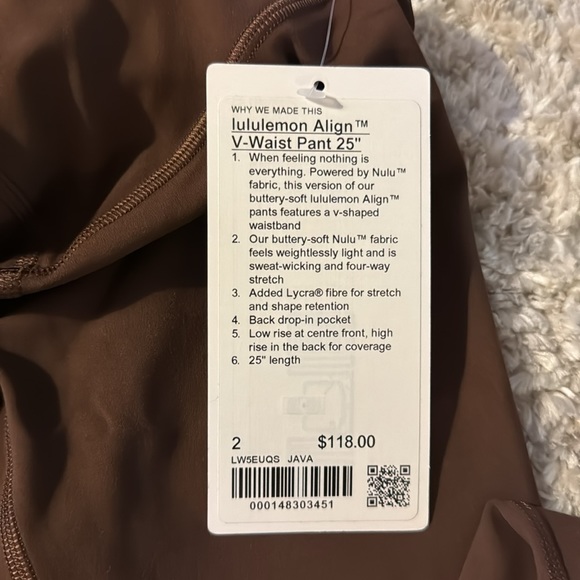 WHY WE MADE THIS
lululemon Align™
V-Waist Pant 25"
1. When feeling nothing is
everything. Powered by Nulu™
fabric, this version of our
buttery-soft lululemon Align™
pants features a v-shaped
waistband
2. Our buttery-soft Nulu™ fabric
feels weightlessly light and is
sweat-wicking and four-way
stretch
3. Added Lycra® fibre for stretch
and shape retention
4. Back drop-in pocket
5. Low rise at centre front, high
rise in the back for coverage
6. 25" length
2 $118.00
LW5EUQS JAVA
000148303451